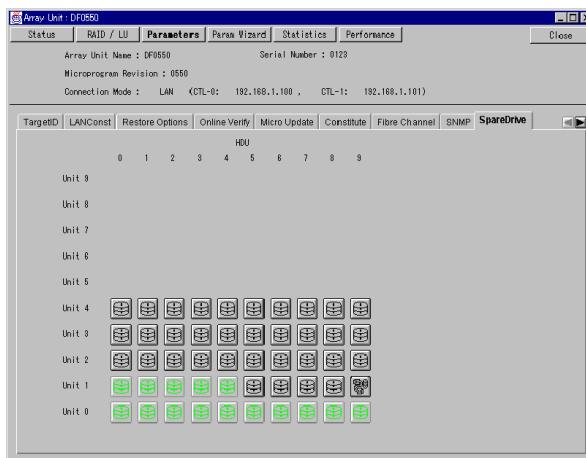 Array Unit : DF0550
Status RAID / LU Parameters Param Wizard Statistics Performance Close
Array Unit Name : DF0550 Serial Number : 0123
Microprogram Revision : 0550
Connection Mode : LAN (CTL-0: 192.168.1.100 , CTL-1: 192.168.1.101)
TargetID LANConst Restore Options Online Verify Micro Update Constitute Fibre Channel SNMP SpareDrive
HDU
0 1 2 3 4 5 6 7 8 9
Unit 9
Unit 8
Unit 7
Unit 6
Unit 5
Unit 4
Unit 3
Unit 2
Unit 1
Unit 0